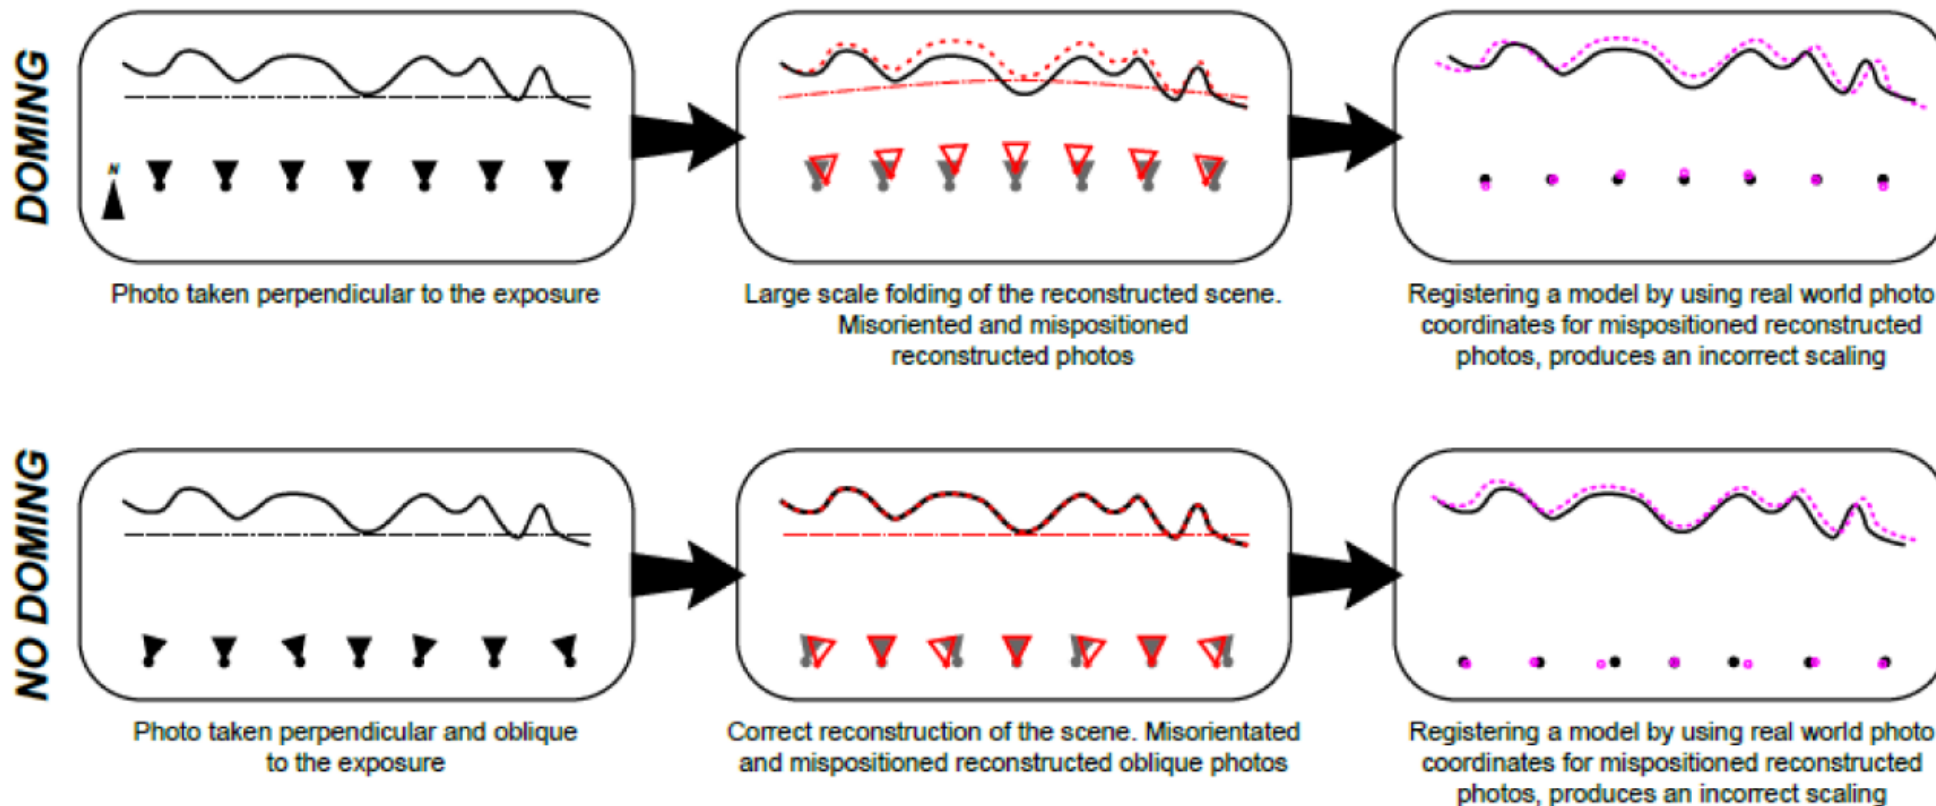 DOMING
N
Photo taken perpendicular to the exposure
Large scale folding of the reconstructed scene.
Misoriented and mispositioned
reconstructed photos
Registering a model by using real world photo
coordinates for mispositioned reconstructed
photos, produces an incorrect scaling
NO DOMING
Photo taken perpendicular and oblique
to the exposure
Correct reconstruction of the scene. Misorientated
and mispositioned reconstructed oblique photos
Registering a model by using real world photo
coordinates for mispositioned reconstructed
photos, produces an incorrect scaling